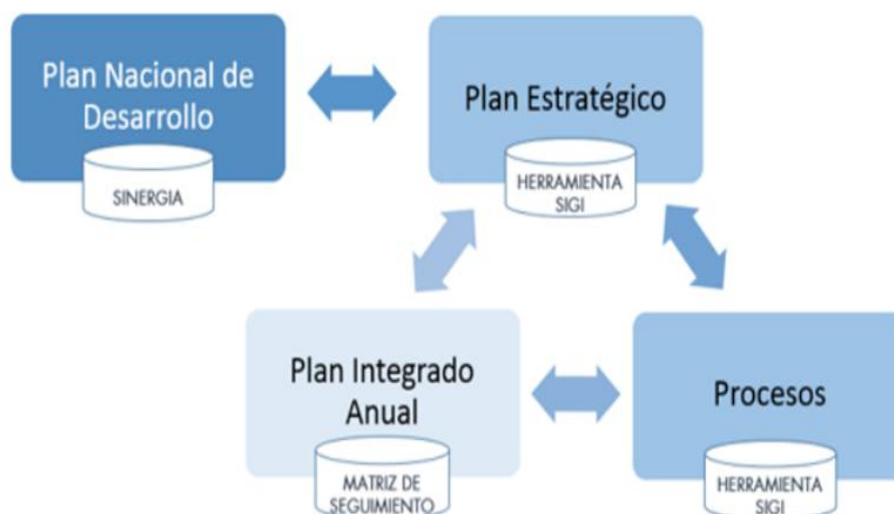 Plan Nacional de
Desarrollo
SINERGIA
Plan Estratégico
HERRAMIENTA
SIGI
Plan Integrado
Anual
MATRIZ DE
SEGUIMIENTO
Procesos
HERRAMIENTA
SIGI